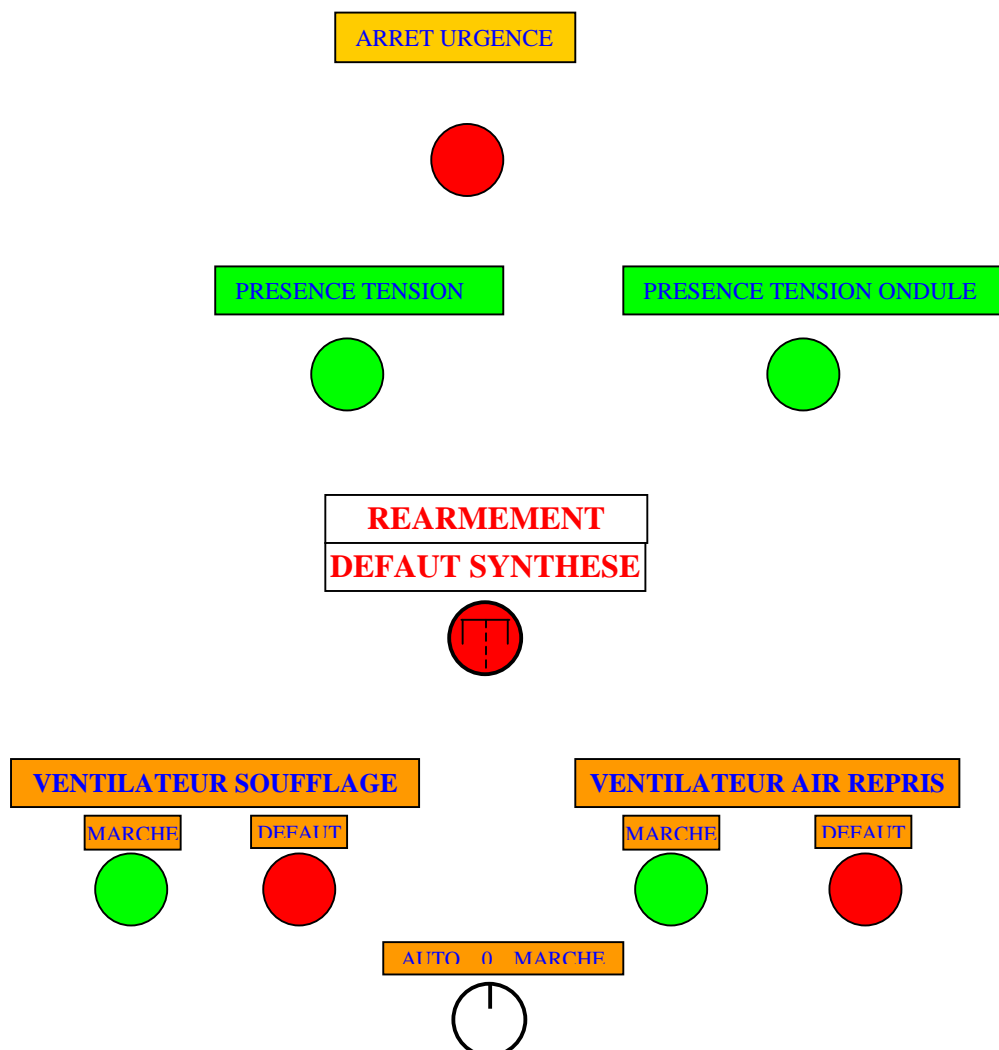 ARRET URGENCE
PRESENCE TENSION
PRESENCE TENSION ONDULE
REARMEMENT
DEFAUT SYNTHESE
VENTILATEUR SOUFFLAGE
VENTILATEUR AIR REPRIS
MARCHE
DEFAUT
MARCHE
DEFAUT
AUTO 0 MARCHE